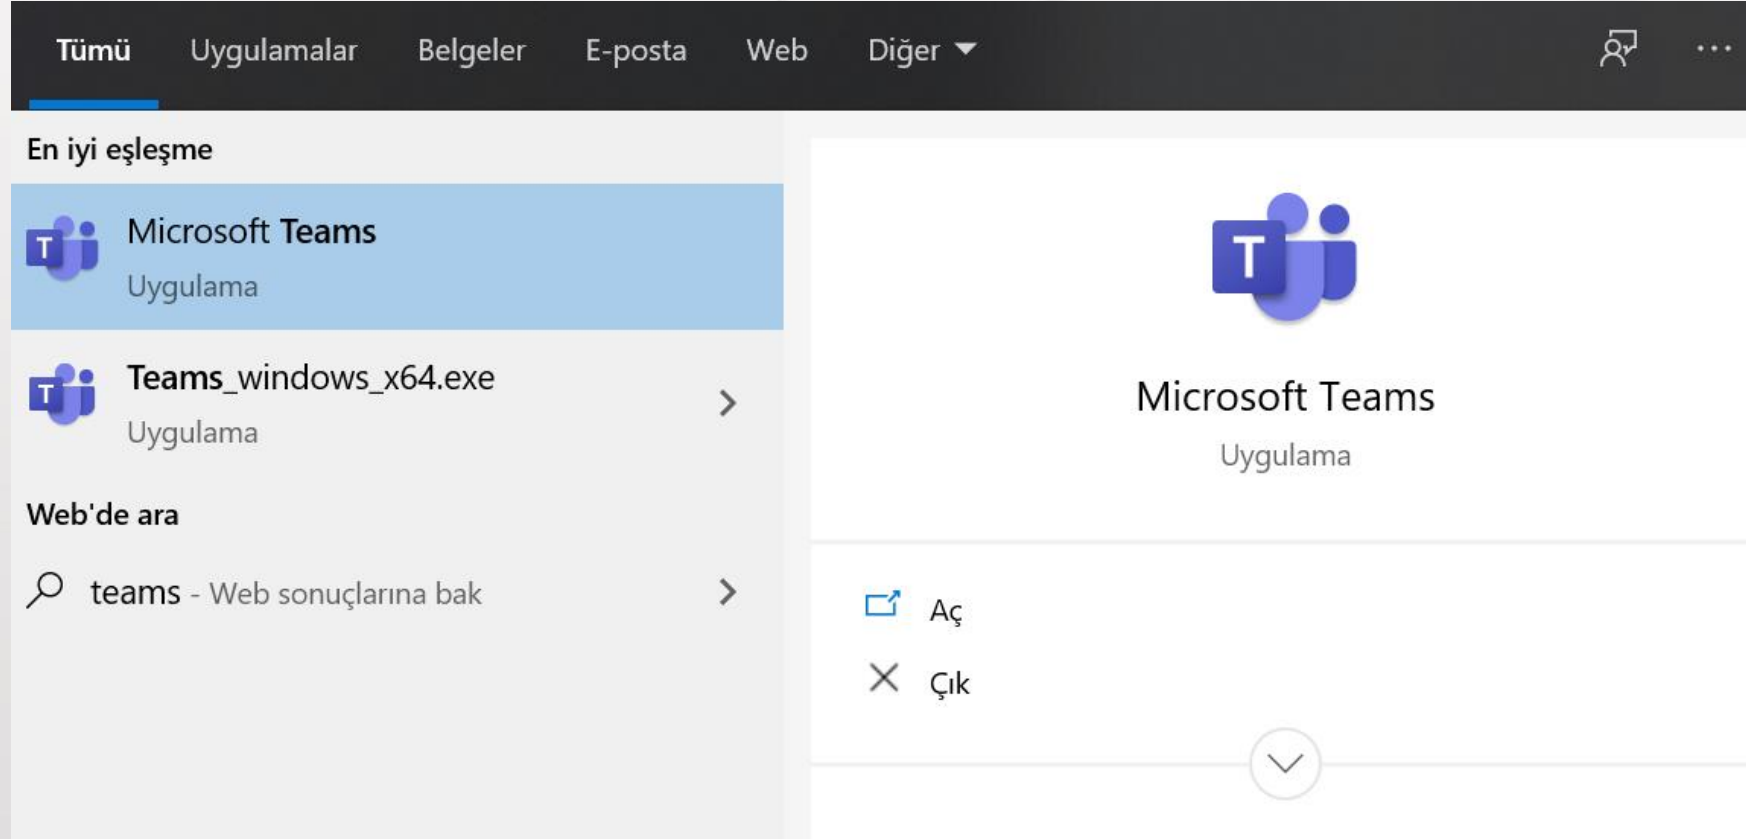 Tümü Uygulamalar Belgeler E-posta Web Diğer
En iyi eşleşme
Microsoft Teams
Uygulama
Teams_windows_x64.exe
Uygulama
Web'de ara
teams - Web sonuçlarına bak
T
Microsoft Teams
Uygulama
Aç
Çık